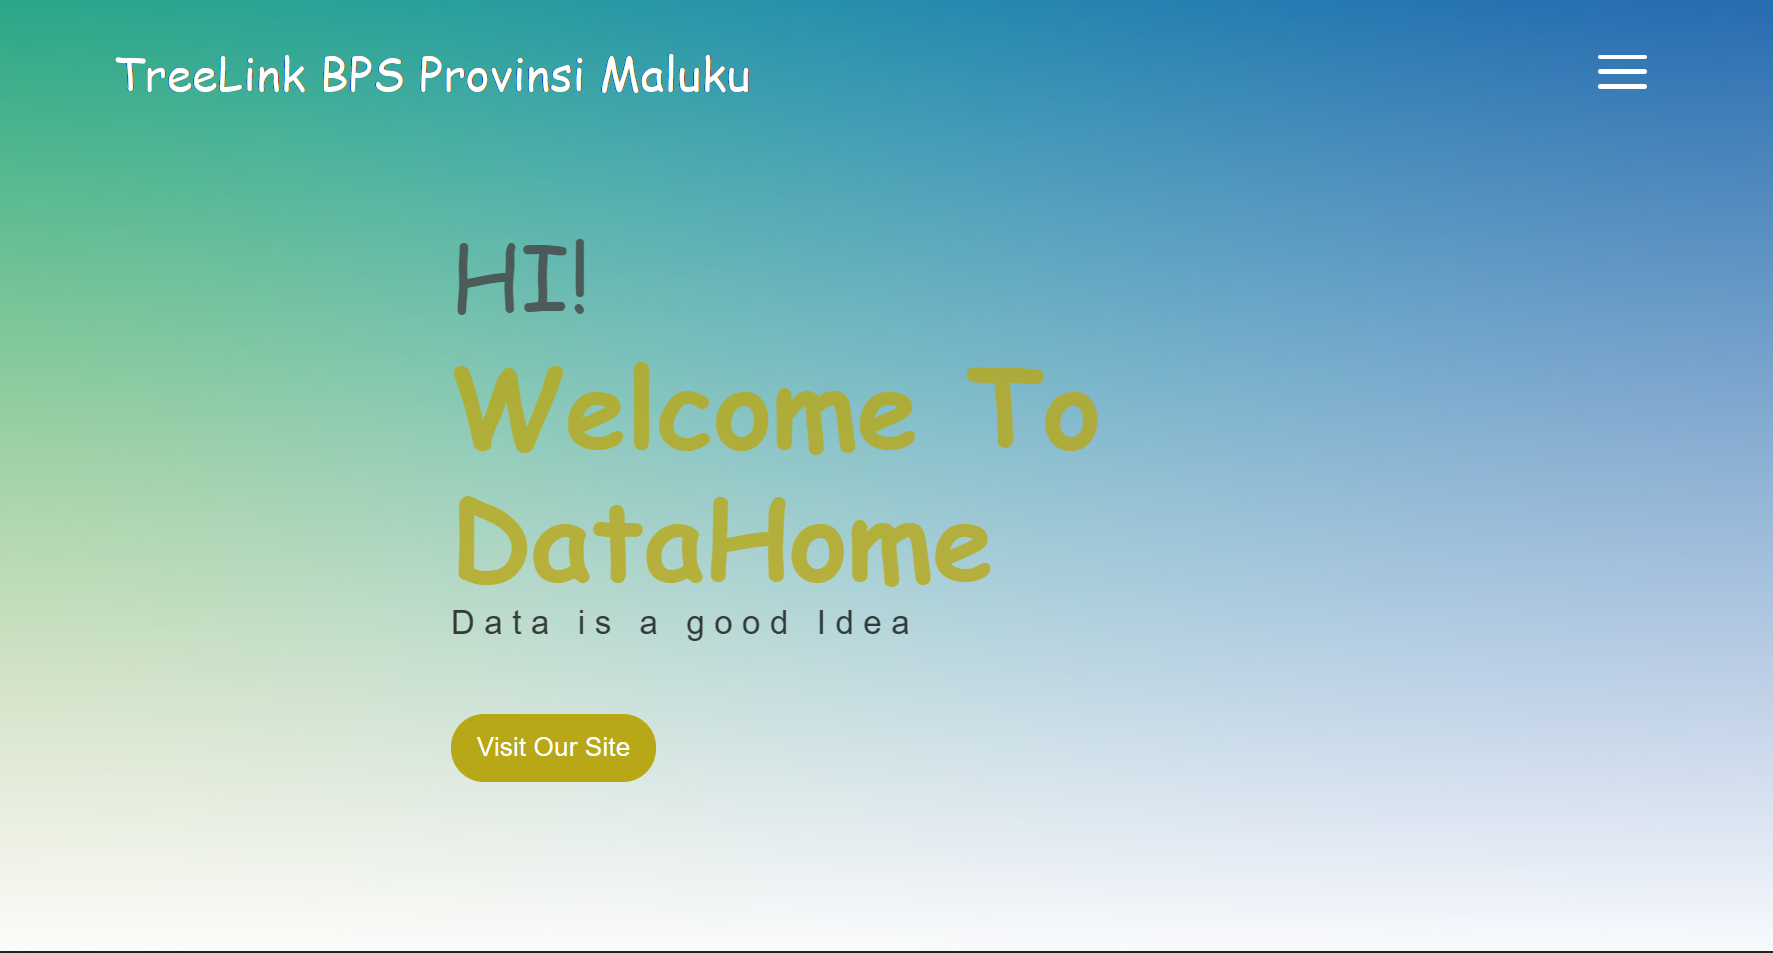 TreeLink BPS Provinsi Maluku
HI!
Welcome To
DataHome
Data is a good Idea
Visit Our Site